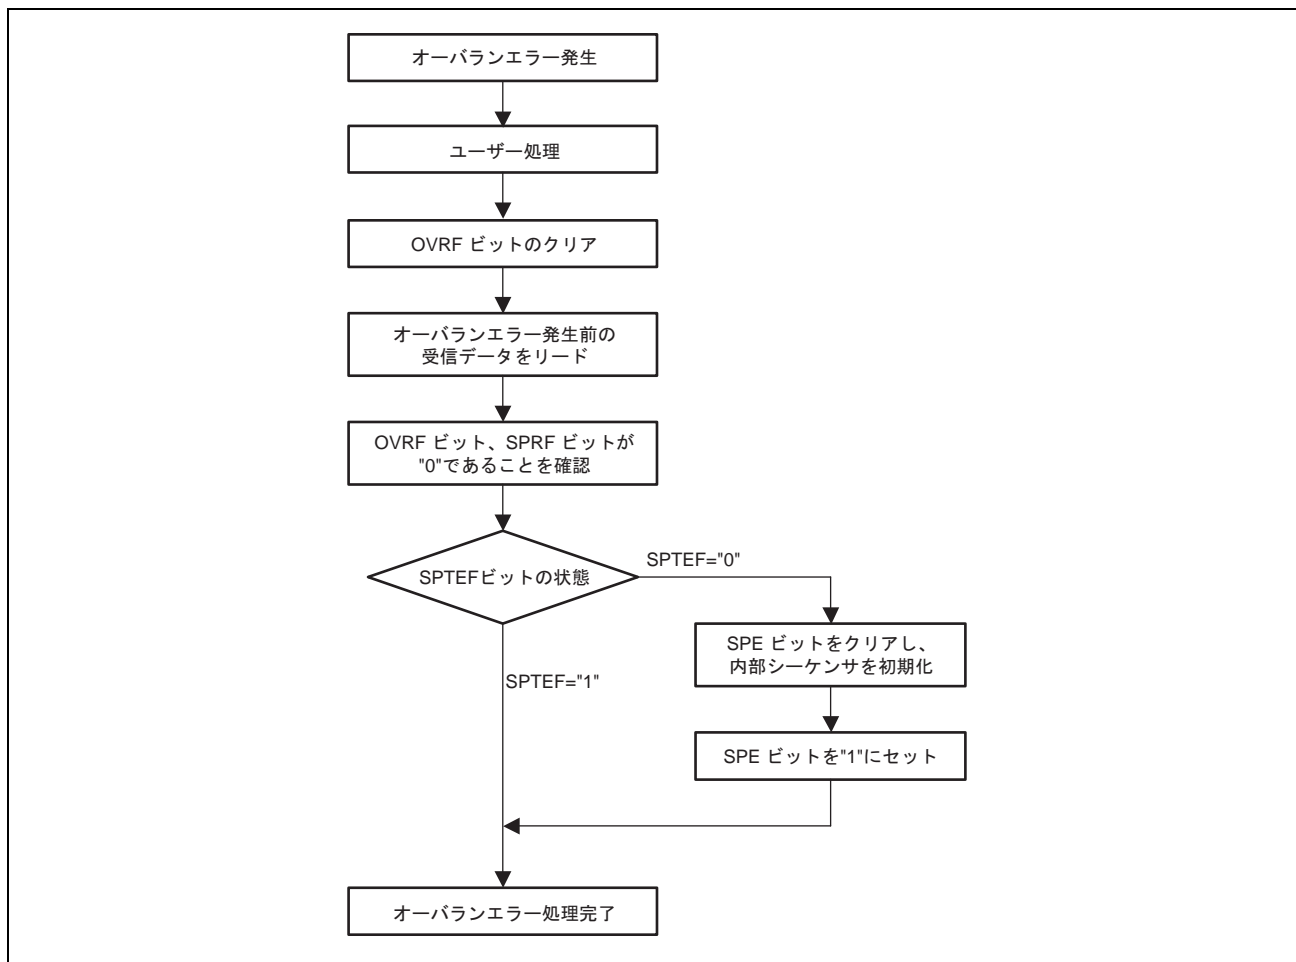 オーバランエラー発生
ユーザー処理
OVRF ビットのクリア
オーバランエラー発生前の
受信データをリード
OVRF ビット、SPRF ビットが
"0"であることを確認
SPTEFビットの状態
SPTEF="0"
SPE ビットをクリアし、
内部シーケンサを初期化
SPTEF="1"
SPE ビットを"1"にセット
オーバランエラー処理完了